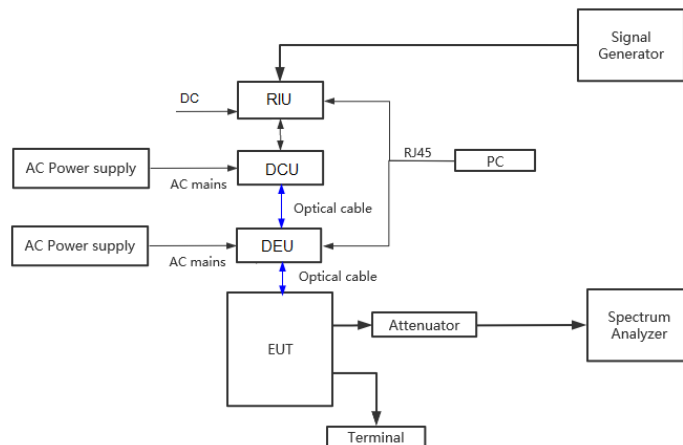 Signal
Generator
DC
RIU
RJ45
PC
AC Power supply
AC mains
DCU
Optical cable
AC Power supply
AC mains
DEU
Optical cable
EUT
Attenuator
Spectrum
Analyzer
Terminal